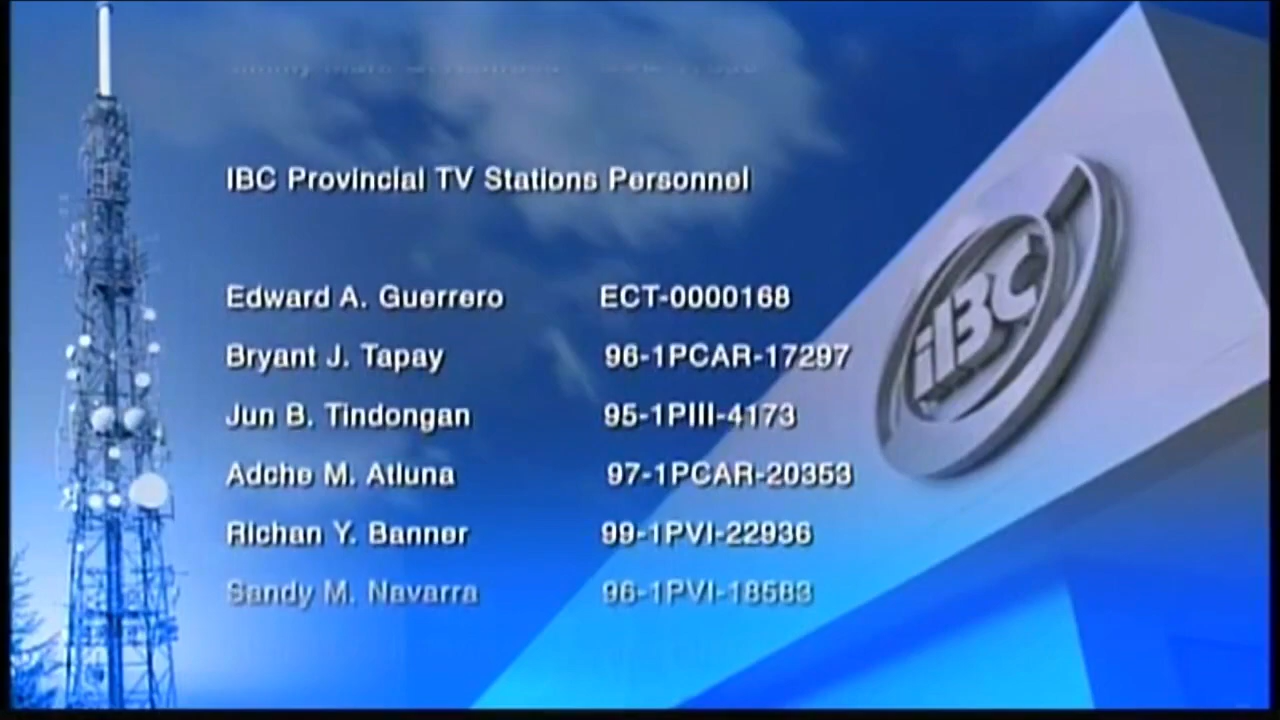 IBC Provincial TV Stations Personnel
Edward A. Guerrero ECT-0000168
Bryant J. Tapay 96-1PCAR-17297
Jun B. Tindongan 95-1PIII-4173
Adche M. Atluna 97-1PCAR-20353
Richan Y. Banner 99-1PVI-22936
Sandy M. Navarra 96-1PVI-18583
iBC